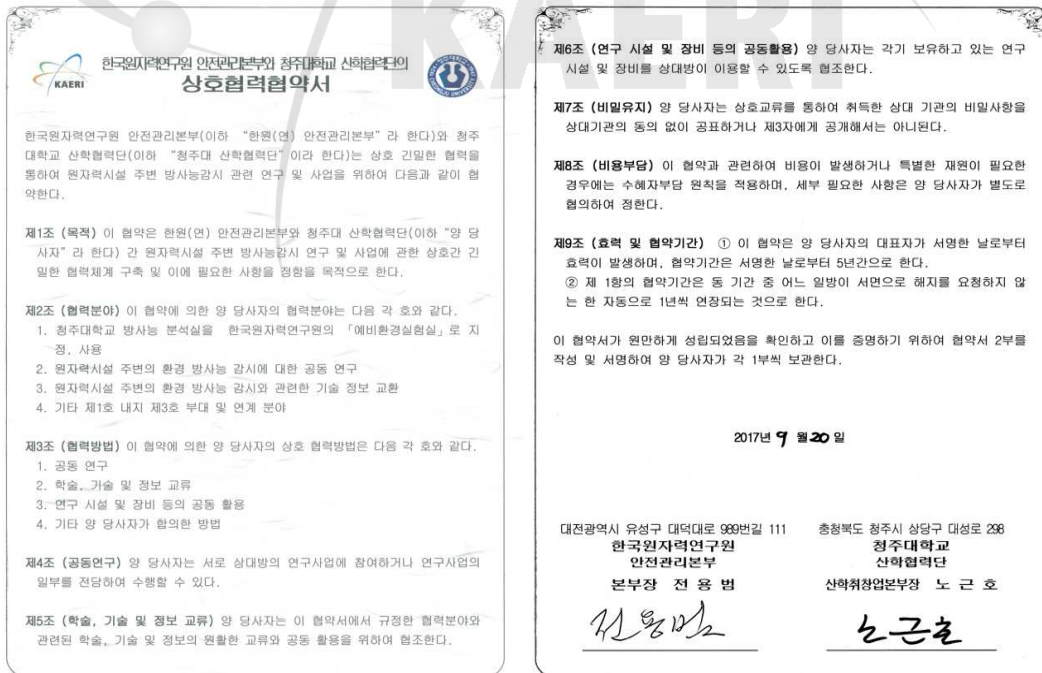 한국원자력연구원 안전관리본부와 청주대학교 산학협력단의
상호협력협약서
KAERI
한국원자력연구원 안전관리본부(이하 “한원(연) 안전관리본부” 라 한다)와 청주
대학교 산학협력단(이하 “청주대 산학협력단” 이라 한다)는 상호 긴밀한 협력을
통하여 원자력시설 주변 방사능감시 관련 연구 및 사업을 위하여 다음과 같이 협
약한다.
제1조 (목적) 이 협약은 한원(연) 안전관리본부와 청주대 산학협력단(이하 “양 당
사자” 라 한다) 간 원자력시설 주변 방사능감시 연구 및 사업에 관한 상호간 긴
밀한 협력체계 구축 및 이에 필요한 사항을 정함을 목적으로 한다.
제2조 (협력분야) 이 협약에 의한 양 당사자의 협력분야는 다음 각 호와 같다.
1. 청주대학교 방사능 분석실을 한국원자력연구원의 「예비환경실험실」로 지
정, 사용
2. 원자력시설 주변의 환경 방사능 감시에 대한 공동 연구
3. 원자력시설 주변의 환경 방사능 감시와 관련한 기술 정보 교환
4. 기타 제1호 내지 제3호 부대 및 연계 분야
제3조 (협력방법) 이 협약에 의한 양 당사자의 상호 협력방법은 다음 각 호와 같다.
1. 공동 연구
2. 학술, 기술 및 정보 교류
3. 연구 시설 및 장비 등의 공동 활용
4. 기타 양 당사자가 합의한 방법
제4조 (공동연구) 양 당사자는 서로 상대방의 연구사업에 참여하거나 연구사업의
일부를 전담하여 수행할 수 있다.
제5조 (학술, 기술 및 정보 교류) 양 당사자는 이 협약서에서 규정한 협력분야와
관련된 학술, 기술 및 정보의 원활한 교류와 공동 활용을 위하여 협조한다.
KAERI
제6조 (연구 시설 및 장비 등의 공동활용) 양 당사자는 각기 보유하고 있는 연구
시설 및 장비를 상대방이 이용할 수 있도록 협조한다.
제7조 (비밀유지) 양 당사자는 상호교류를 통하여 취득한 상대 기관의 비밀사항을
상대기관의 동의 없이 공표하거나 제3자에게 공개해서는 아니된다.
제8조 (비용부담) 이 협약과 관련하여 비용이 발생하거나 특별한 재원이 필요한
경우에는 수혜자부담 원칙을 적용하며, 세부 필요한 사항은 양 당사자가 별도로
협의하여 정한다.
제9조 (효력 및 협약기간) ① 이 협약은 양 당사자의 대표자가 서명한 날로부터
효력이 발생하며, 협약기간은 서명한 날로부터 5년간으로 한다.
② 제 1항의 협약기간은 동 기간 중 어느 일방이 서면으로 해지를 요청하지 않
는 한 자동으로 1년씩 연장되는 것으로 한다.
이 협약서가 원만하게 성립되었음을 확인하고 이를 증명하기 위하여 협약서 2부를
작성 및 서명하여 양 당사자가 각 1부씩 보관한다.
2017년 9 월 20 일
대전광역시 유성구 대덕대로 989번길 111
한국원자력연구원
안전관리본부
본부장 전 용 범
전용범
충청북도 청주시 상당구 대성로 298
청주대학교
산학협력단
산학취창업본부장 노 근 호
노근호